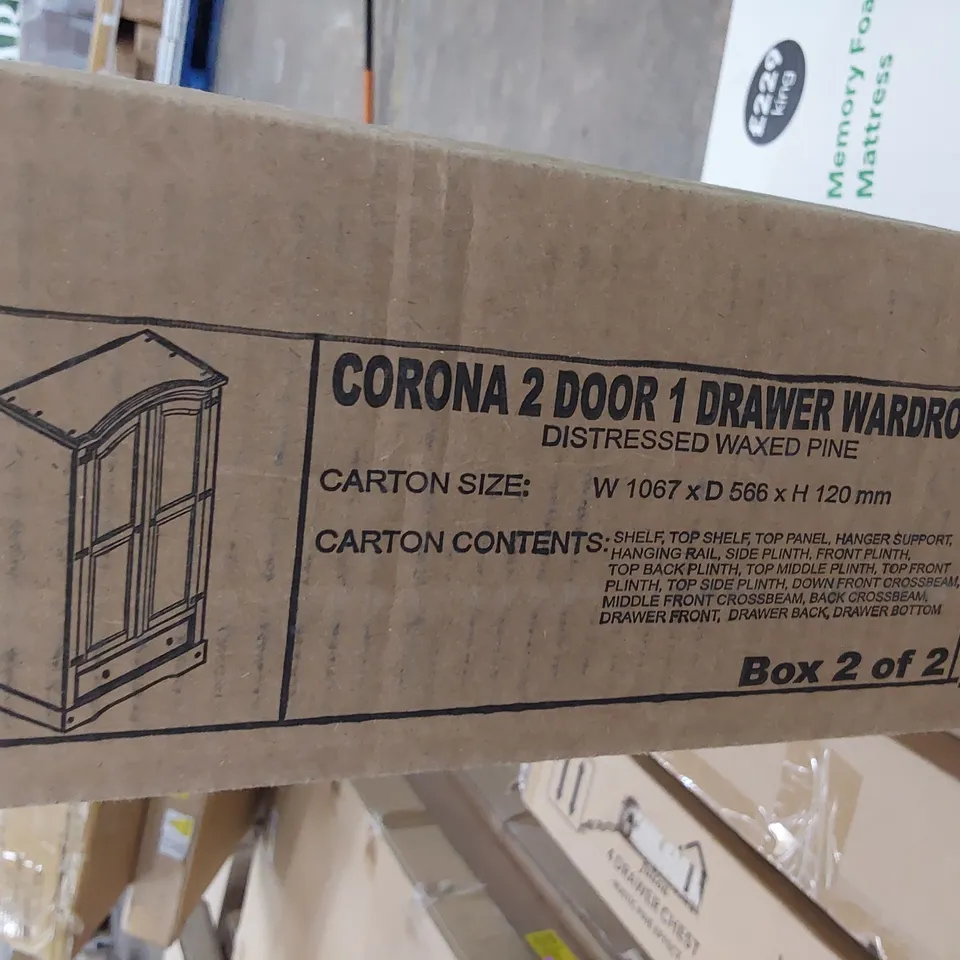 £229
king
Memory Foa
Mattress
CORONA 2 DOOR 1 DRAWER WARDRO
DISTRESSED WAXED PINE
CARTON SIZE: W 1067 x D 566 x H 120 mm
CARTON CONTENTS: SHELF, TOP SHELF, TOP PANEL, HANGER SUPPORT,
HANGING RAIL, SIDE PLINTH, FRONT PLINTH,
TOP BACK PLINTH, TOP MIDDLE PLINTH, TOP FRONT
PLINTH, TOP SIDE PLINTH, DOWN FRONT CROSSBEAM,
MIDDLE FRONT CROSSBEAM, BACK CROSSBEAM,
DRAWER FRONT, DRAWER BACK, DRAWER BOTTOM
Box 2 of 2
4 DRAWER CHEST